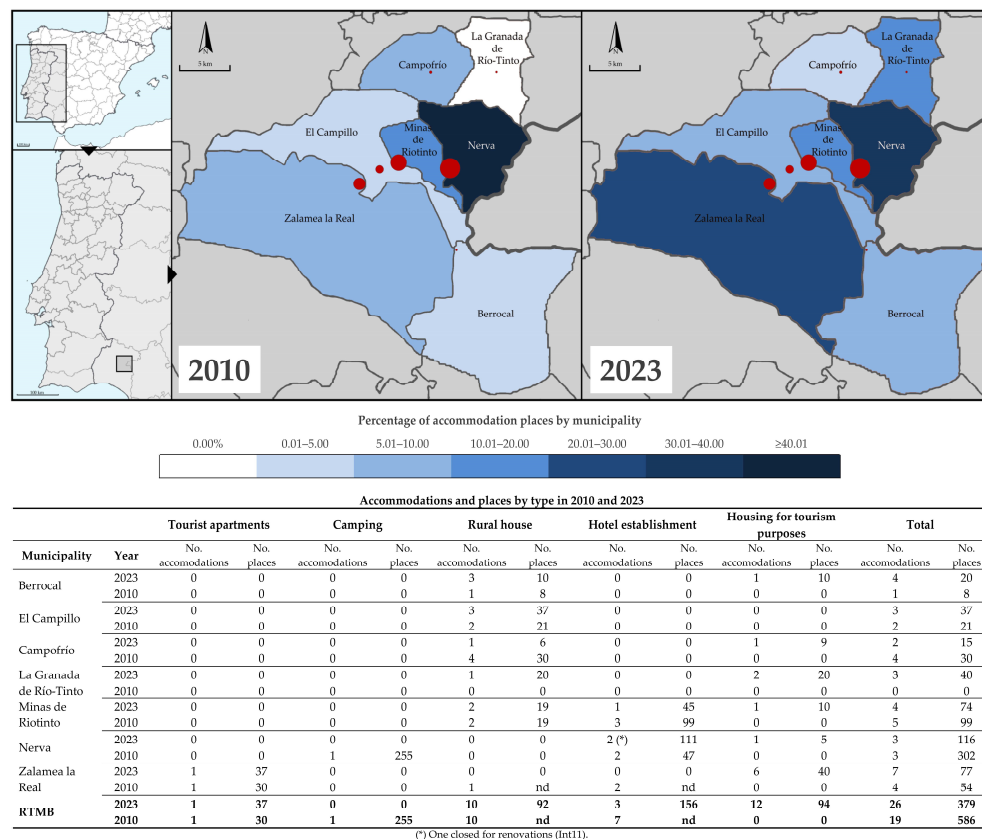 La Granada
de
Río-Tinto
Campofrío
5 km
El Campillo
Minas
de
Riotinto
Nerva
Zalamea la Real
Berrocal
2010
La Granada
de
Río-Tinto
Campofrío
5 km
El Campillo
Minas
de
Riotinto
Nerva
Zalamea la Real
Berrocal
2023
Percentage of accommodation places by municipality
0.00% 0.01–5.00 5.01–10.00 10.01–20.00 20.01–30.00 30.01–40.00 ≥40.01
Accommodations and places by type in 2010 and 2023
Tourist apartments Camping Rural house Hotel establishment Housing for tourism purposes Total
Municipality Year No. accomodations No. places No. accomodations No. places No. accomodations No. places No. accomodations No. places No. accomodations No. places No. accomodations No. places
Berrocal 2023 0 0 0 0 3 10 0 0 1 10 4 20
2010 0 0 0 0 1 8 0 0 0 0 1 8
El Campillo 2023 0 0 0 0 3 37 0 0 0 0 3 37
2010 0 0 0 0 2 21 0 0 0 0 2 21
Campofrío 2023 0 0 0 0 1 6 0 0 1 9 2 15
2010 0 0 0 0 4 30 0 0 0 0 4 30
La Granada 2023 0 0 0 0 1 20 0 0 2 20 3 40
de Río-Tinto 2010 0 0 0 0 0 0 0 0 0 0 0 0
Minas de 2023 0 0 0 0 2 19 1 45 1 10 4 74
Riotinto 2010 0 0 0 0 2 19 3 99 0 0 5 99
Nerva 2023 0 0 0 0 0 0 2 (*) 111 1 5 3 116
2010 0 0 1 255 0 0 2 47 0 0 3 302
Zalamea la 2023 1 37 0 0 0 0 0 0 6 40 7 77
Real 2010 1 30 0 0 1 nd 2 nd 0 0 4 54
RTMB 2023 1 37 0 0 10 92 3 156 12 94 26 379
2010 1 30 1 255 10 nd 7 nd 0 0 19 586
(*) One closed for renovations (Int11).